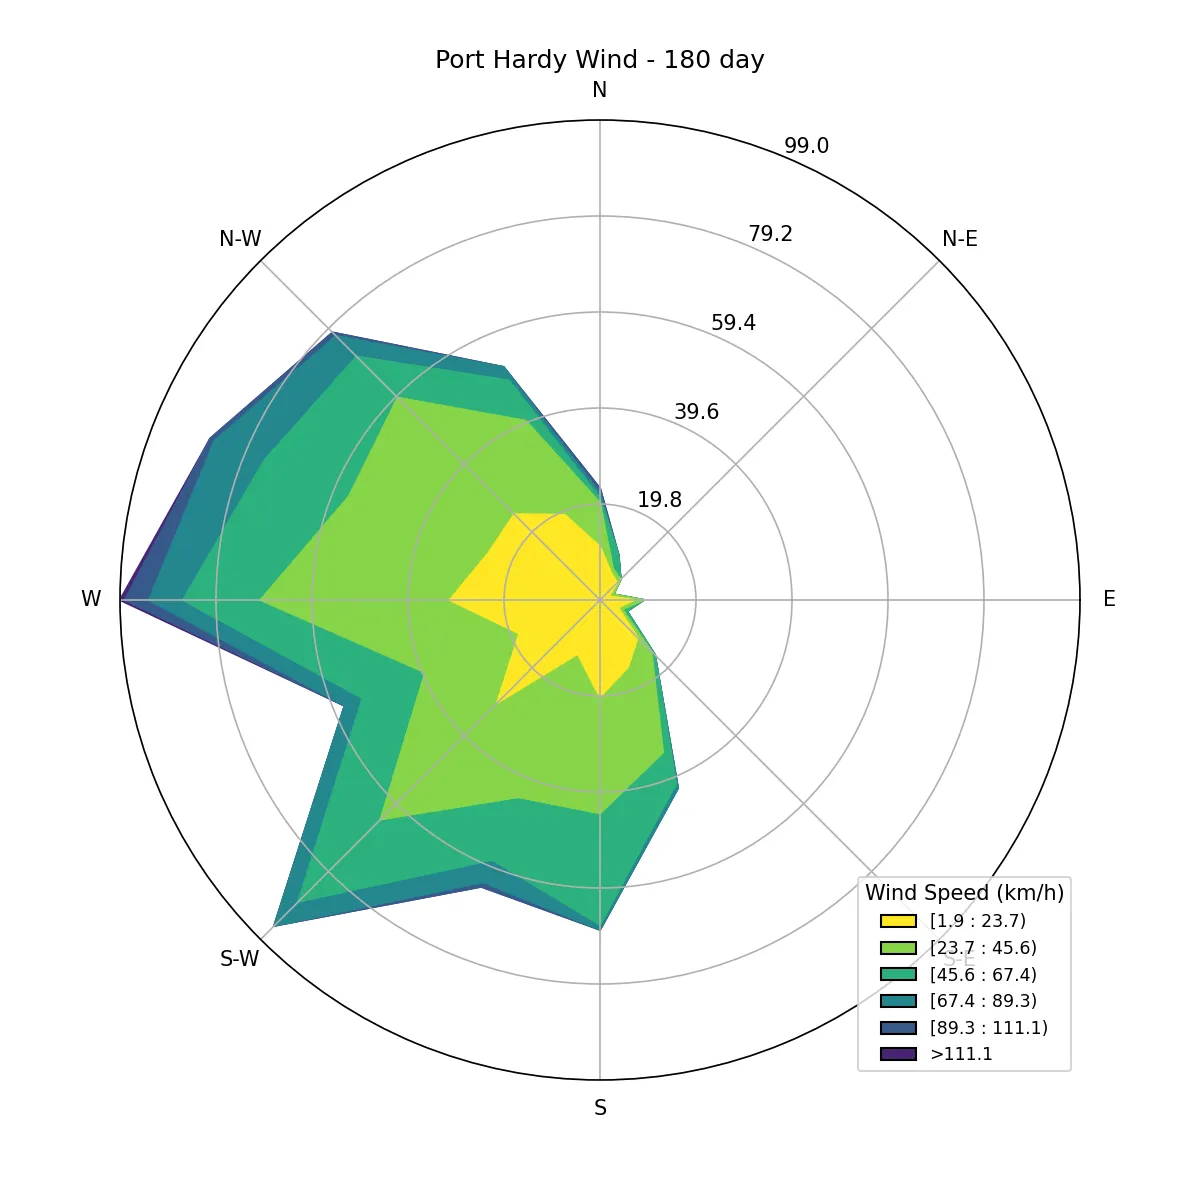 Port Hardy Wind - 180 day
N
99.0
N-W
N-E
79.2
59.4
39.6
19.8
W
E
S-W
S-E
S
Wind Speed (km/h)
[1.9 : 23.7)
[23.7 : 45.6)
[45.6 : 67.4)
[67.4 : 89.3)
[89.3 : 111.1)
>111.1